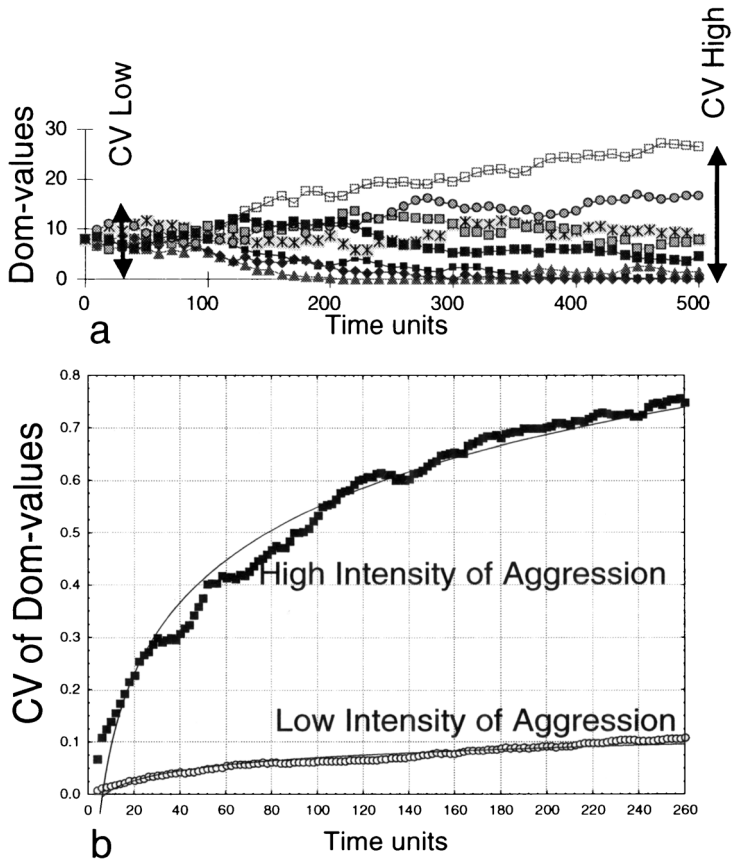 CV Low
CV High
Dom-values
30
20
10
0
0 100 200 300 400 500
Time units
a
CV of Dom-values
0.8
0.7
0.6
0.5
0.4
0.3
0.2
0.1
0.0
High Intensity of Aggression
Low Intensity of Aggression
0 20 40 60 80 100 120 140 160 180 200 220 240 260
Time units
b